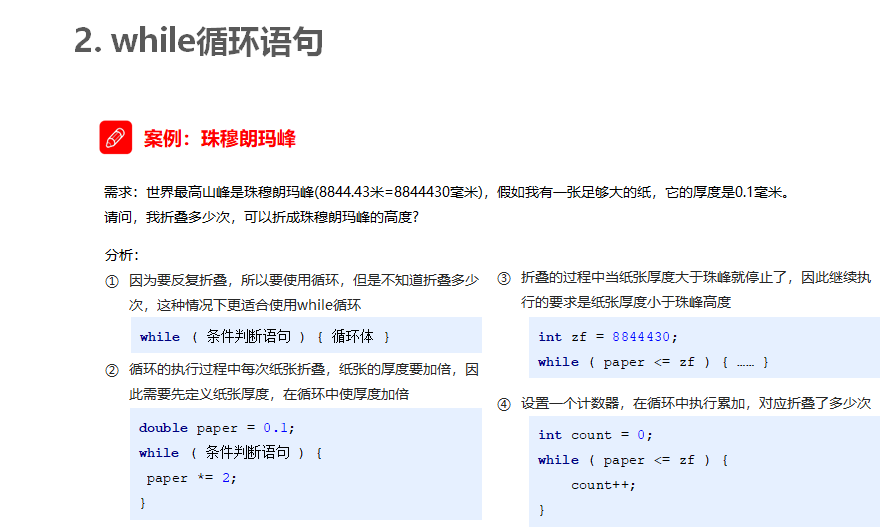 2. while循环语句
案例：珠穆朗玛峰
需求：世界最高山峰是珠穆朗玛峰(8844.43米=8844430毫米)，假如我有一张足够大的纸，它的厚度是0.1毫米。
请问，我折叠多少次，可以折成珠穆朗玛峰的高度?
分析：
① 因为要反复折叠，所以要使用循环，但是不知道折叠多少
次，这种情况下更适合使用while循环
while ( 条件判断语句 ) { 循环体 }
② 循环的执行过程中每次纸张折叠，纸张的厚度要加倍，因
此需要先定义纸张厚度，在循环中使厚度加倍
double paper = 0.1;
while ( 条件判断语句 ) {
paper *= 2;
}
③ 折叠的过程中当纸张厚度大于珠峰就停止了，因此继续执
行的要求是纸张厚度小于珠峰高度
int zf = 8844430;
while ( paper <= zf ) { …… }
④ 设置一个计数器，在循环中执行累加，对应折叠了多少次
int count = 0;
while ( paper <= zf ) {
count++;
}